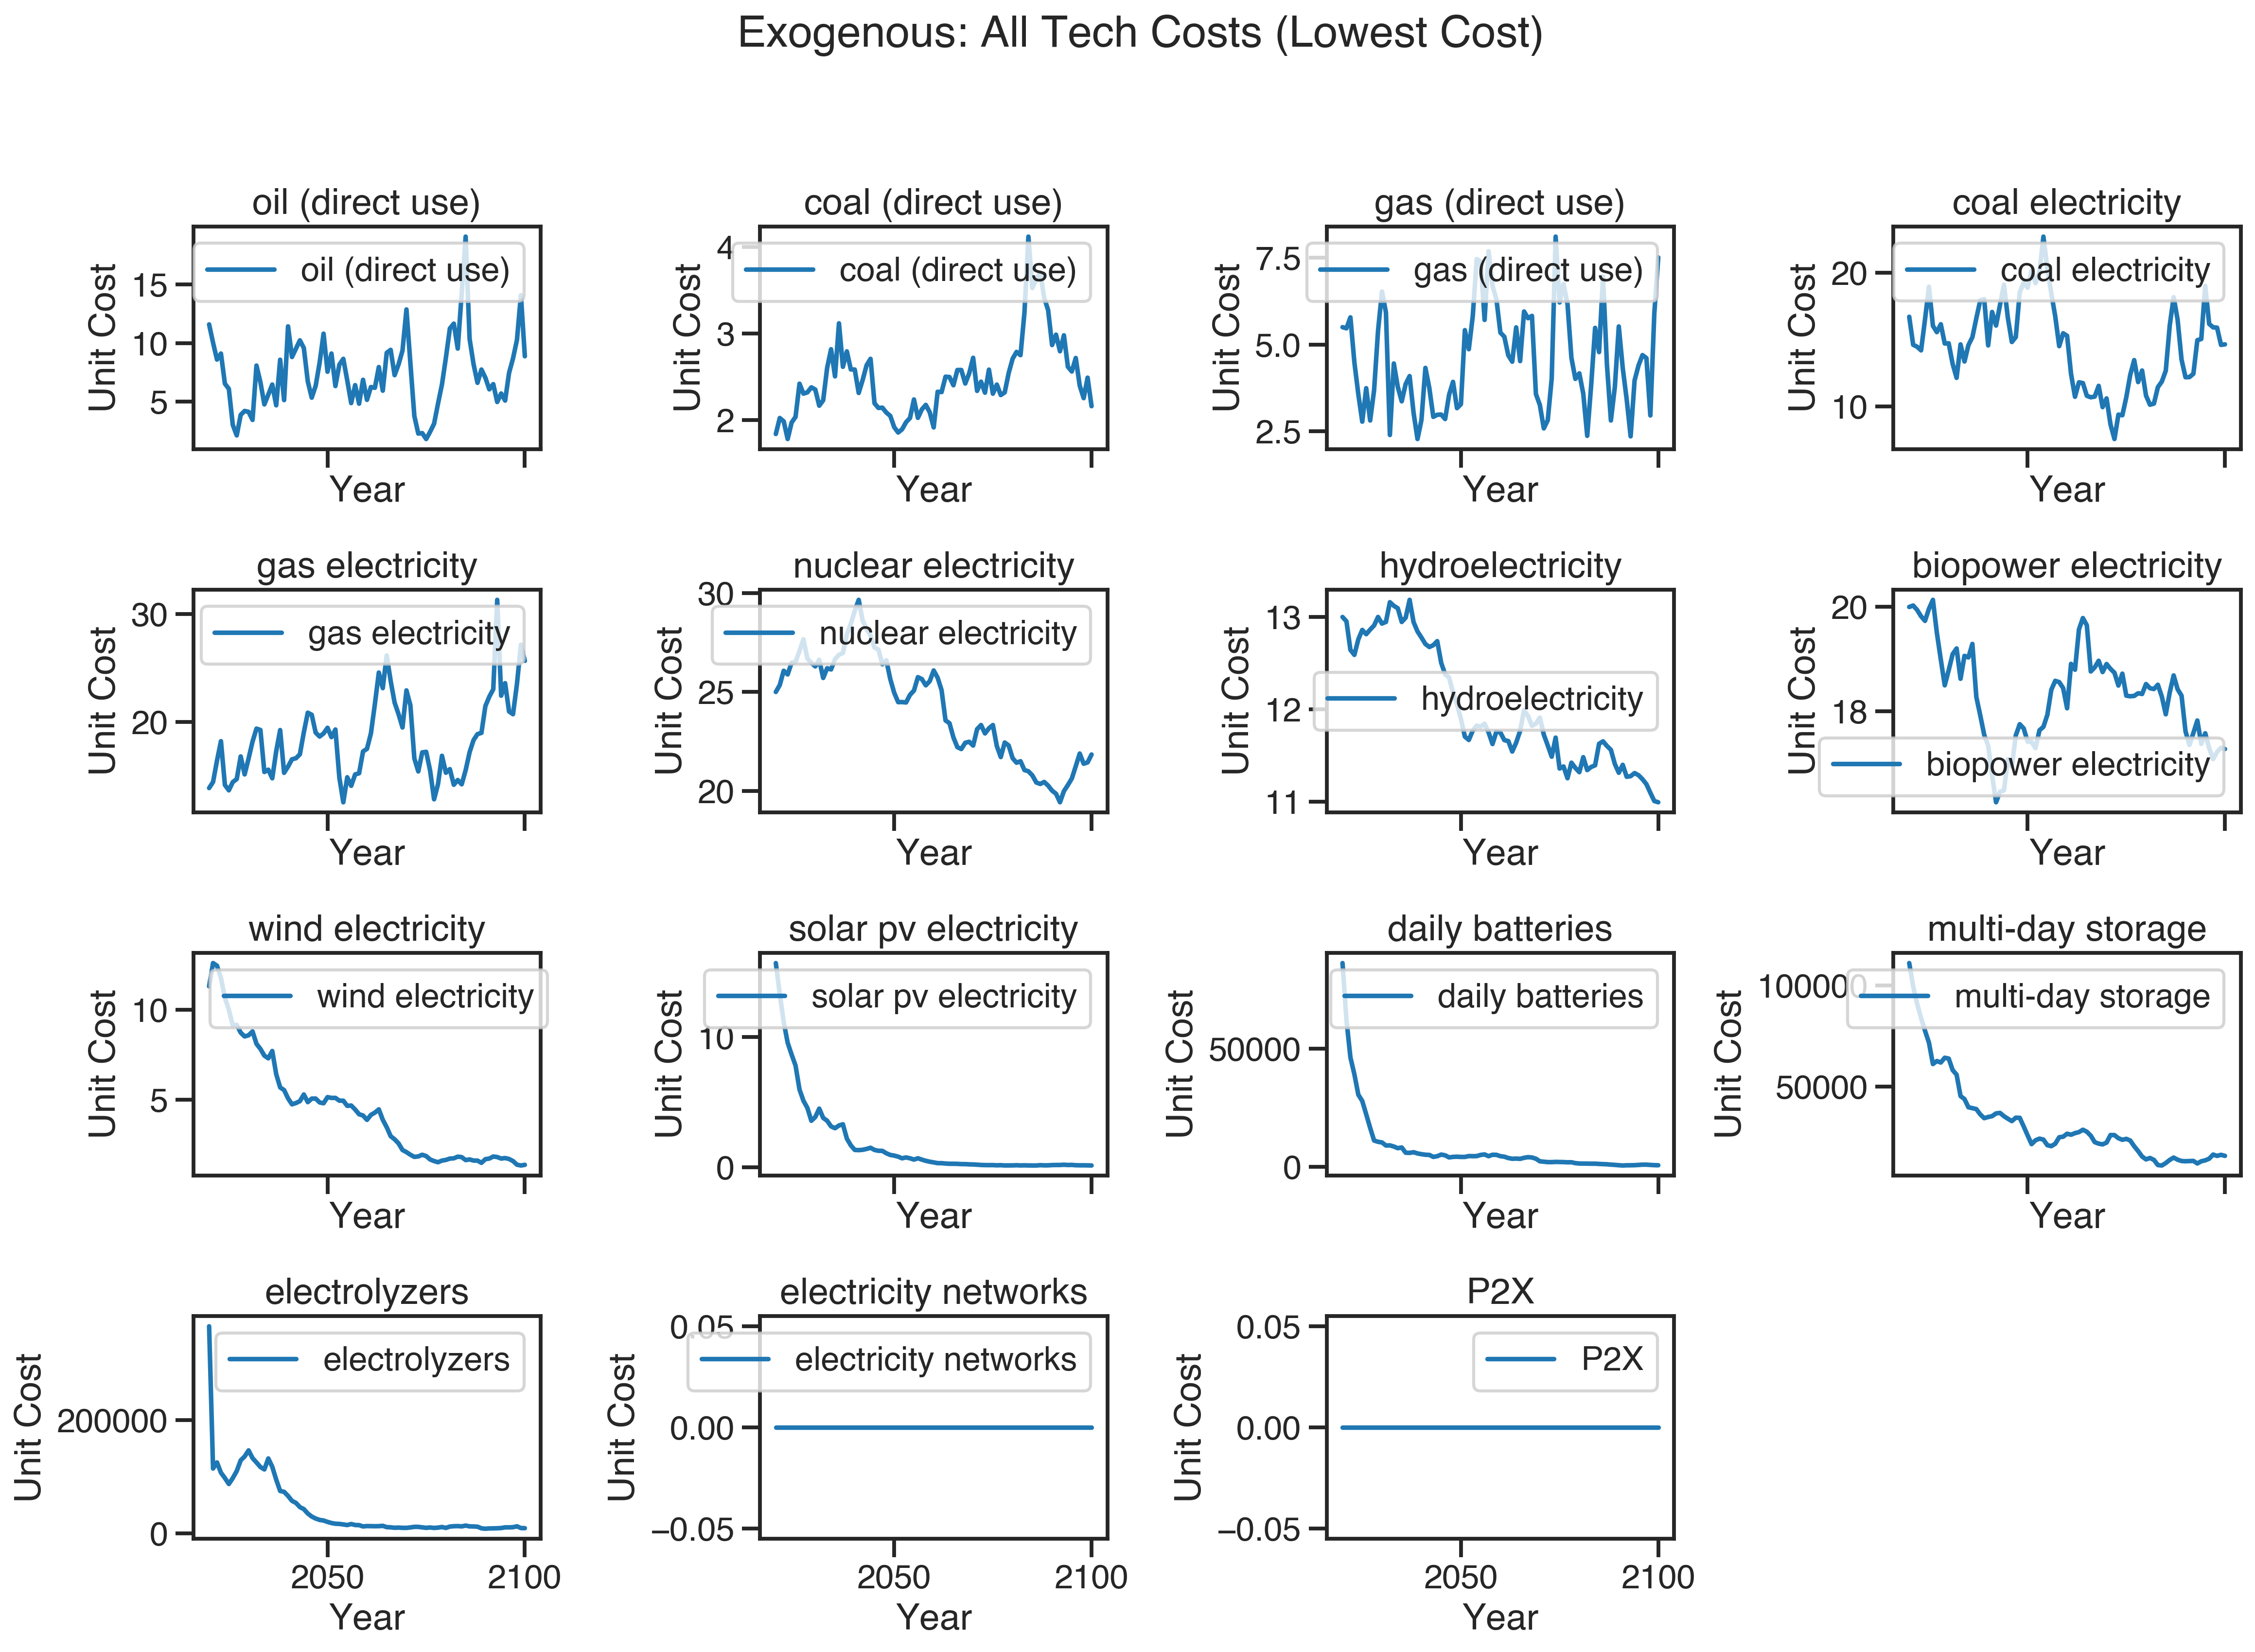 Exogenous: All Tech Costs (Lowest Cost)
oil (direct use)
Unit Cost
15
10
5
oil (direct use)
Year
coal (direct use)
Unit Cost
4
3
2
coal (direct use)
Year
gas (direct use)
Unit Cost
7.5
5.0
2.5
gas (direct use)
Year
coal electricity
Unit Cost
20
10
coal electricity
Year
gas electricity
Unit Cost
30
20
gas electricity
Year
nuclear electricity
Unit Cost
30
25
20
nuclear electricity
Year
hydroelectricity
Unit Cost
13
12
11
hydroelectricity
Year
biopower electricity
Unit Cost
20
18
biopower electricity
Year
wind electricity
Unit Cost
10
5
wind electricity
Year
solar pv electricity
Unit Cost
10
0
solar pv electricity
Year
daily batteries
Unit Cost
50000
0
daily batteries
Year
multi-day storage
Unit Cost
100000
50000
multi-day storage
Year
electrolyzers
Unit Cost
200000
0
electrolyzers
2050 2100
Year
electricity networks
Unit Cost
0.05
0.00
−0.05
electricity networks
2050 2100
Year
P2X
Unit Cost
0.05
0.00
−0.05
P2X
2050 2100
Year